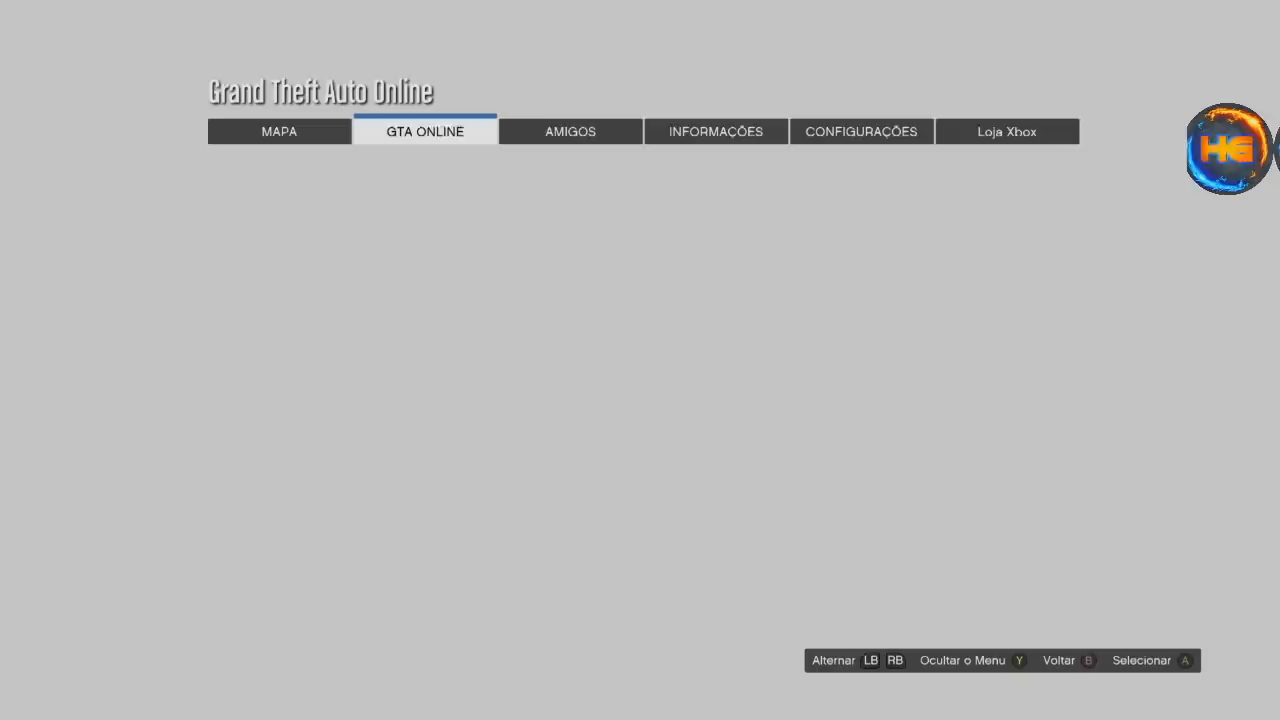 Grand Theft Auto Online
MAPA GTA ONLINE AMIGOS INFORMAÇÕES CONFIGURAÇÕES Loja Xbox
HG
Alternar LB RB Ocultar o Menu Y Voltar B Selecionar A